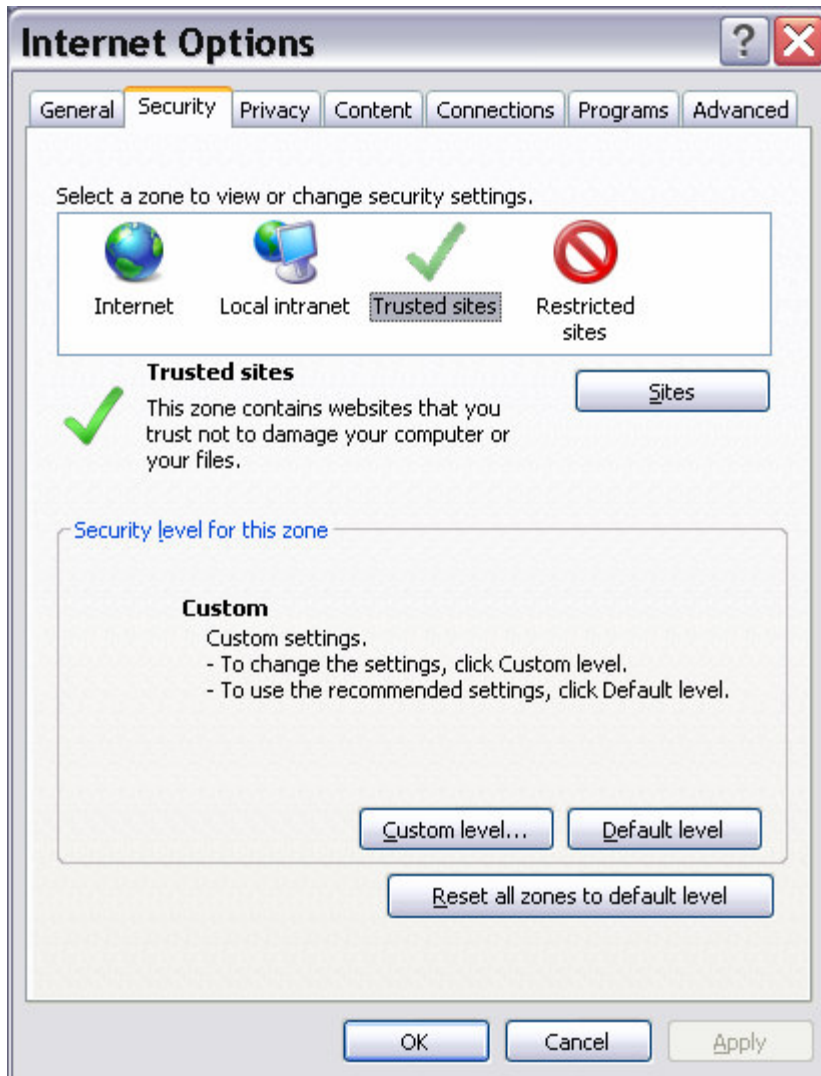 Internet Options
General Security Privacy Content Connections Programs Advanced
Select a zone to view or change security settings.
Internet Local intranet Trusted sites Restricted
sites
Trusted sites
Sites
This zone contains websites that you
trust not to damage your computer or
your files.
Security level for this zone
Custom
Custom settings.
- To change the settings, click Custom level.
- To use the recommended settings, click Default level.
Custom level... Default level
Reset all zones to default level
OK Cancel Apply